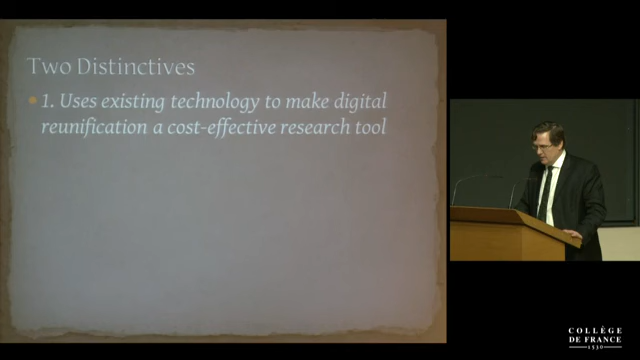 Two Distinctives
1. Uses existing technology to make digital
reunification a cost-effective research tool
COLLÈGE
DE FRANCE
1530